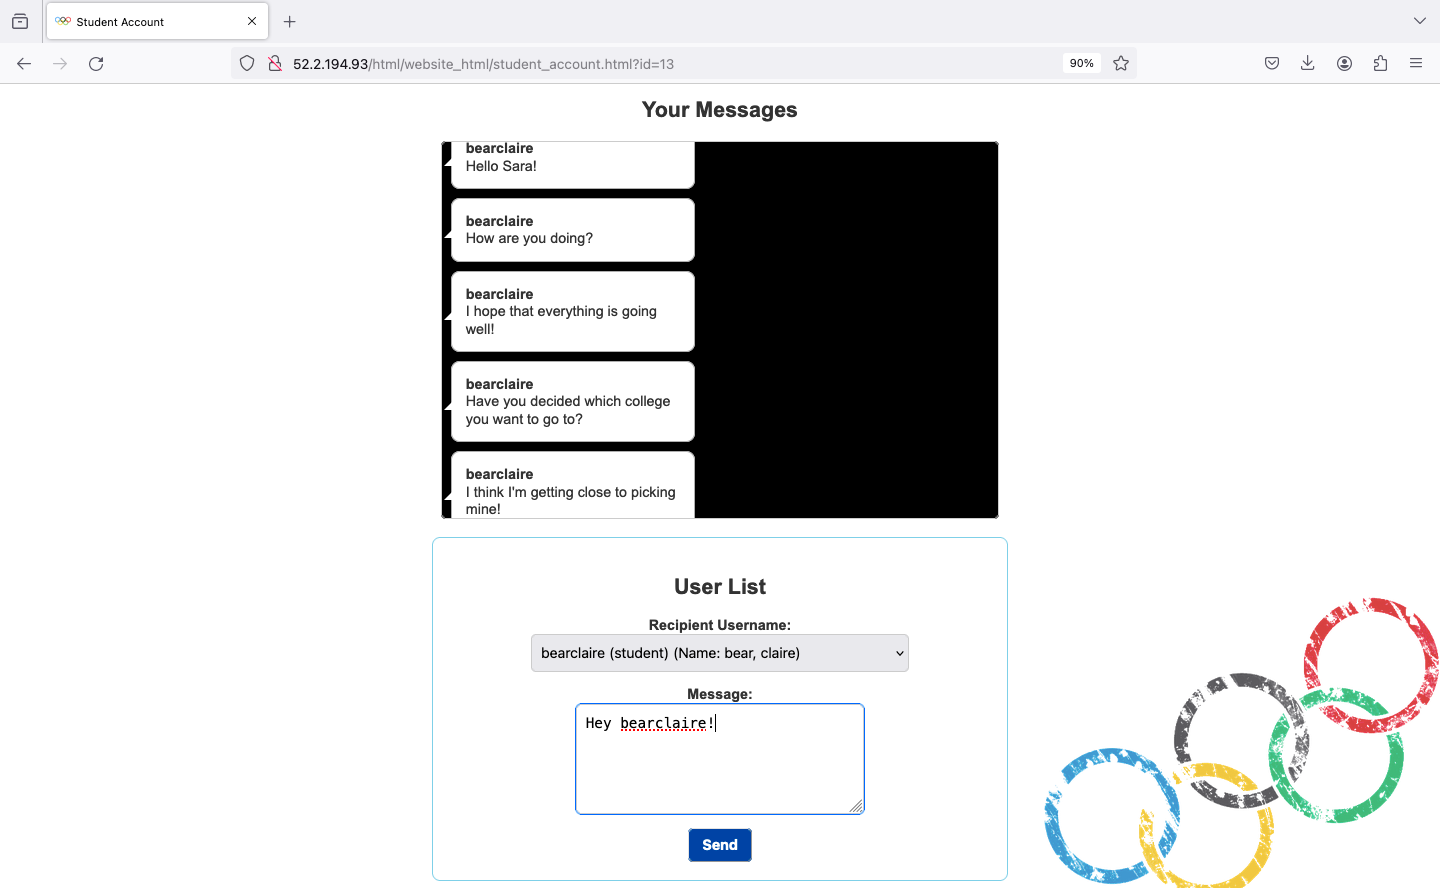 Student Account
52.2.194.93/html/website_html/student_account.html?id=13
90%
Your Messages
bearclaire
Hello Sara!
bearclaire
How are you doing?
bearclaire
I hope that everything is going
well!
bearclaire
Have you decided which college
you want to go to?
bearclaire
I think I'm getting close to picking
mine!
User List
Recipient Username:
bearclaire (student) (Name: bear, claire)
Message:
Hey bearclaire!
Send